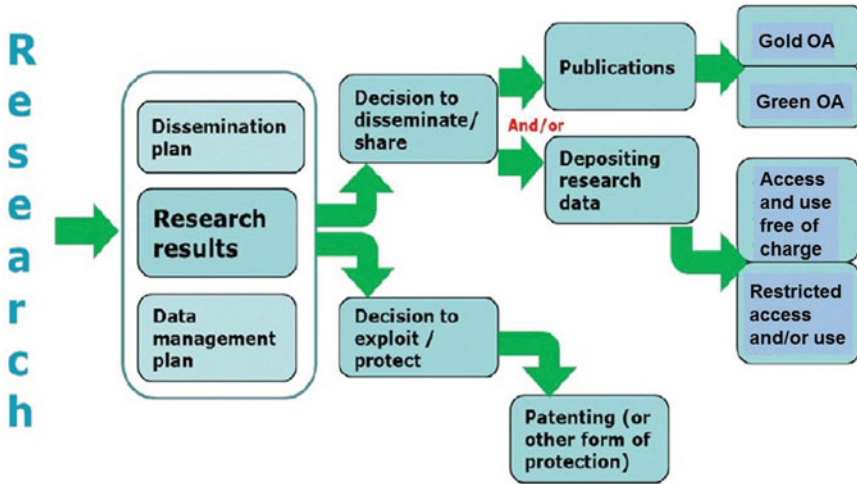 Research
Dissemination
plan
Research
results
Data
management
plan
Decision to
disseminate/
share
And/or
Decision to
exploit /
protect
Publications
Depositing
research
data
Patenting (or
other form of
protection)
Gold OA
Green OA
Access
and use
free of
charge
Restricted
access
and/or use